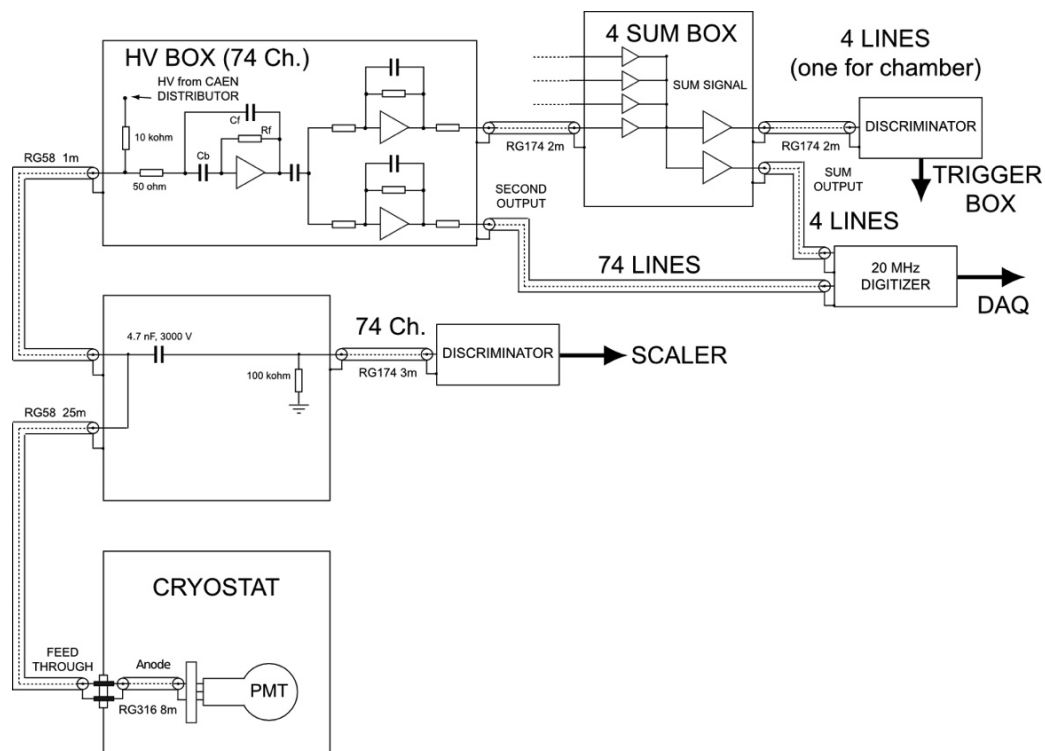 HV BOX (74 Ch.)
HV from CAEN
DISTRIBUTOR
10 kohm
Cf
Rf
Cb
50 ohm
RG58 1m
SECOND
OUTPUT
RG174 2m
4 SUM BOX
SUM SIGNAL
4 LINES
(one for chamber)
RG174 2m
DISCRIMINATOR
TRIGGER
BOX
SUM
OUTPUT
4 LINES
74 LINES
20 MHz
DIGITIZER
DAQ
4.7 nF, 3000 V
100 kohm
RG58 25m
74 Ch.
RG174 3m
DISCRIMINATOR
SCALER
CRYOSTAT
FEED
THROUGH
Anode
RG316 8m
PMT